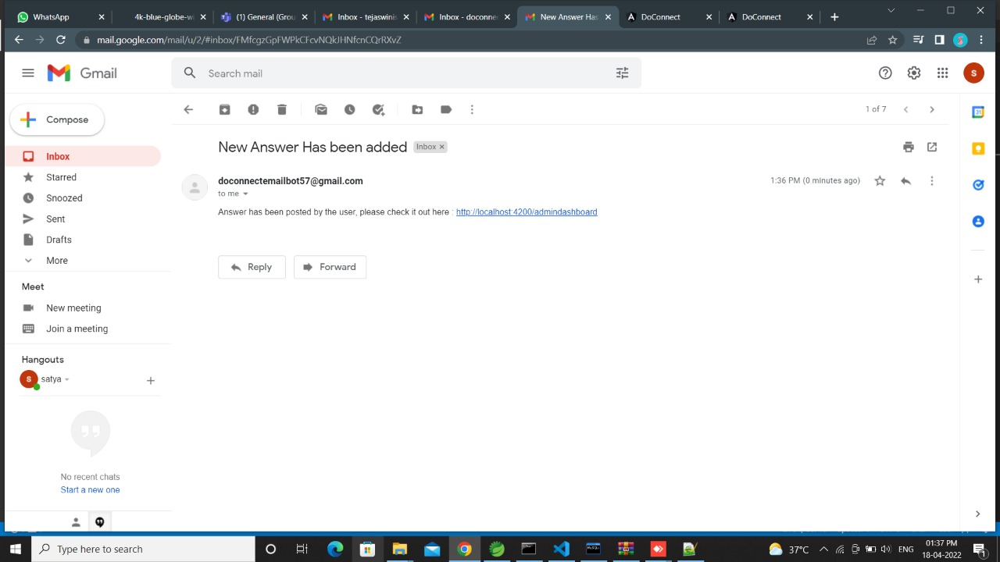 WhatsApp
4k-blue-globe-w
(1) General (Grou
Inbox - tejaswinis
Inbox - doconne
New Answer Has
DoConnect
DoConnect
mail.google.com/mail/u/2/#inbox/FMfcgzGpFWPkCFcvNQkJHNfcnCQrRXvZ
Gmail
Search mail
S
Compose
1 of 7
Inbox
Starred
Snoozed
Sent
Drafts
More
New Answer Has been added
Inbox ×
doconnectemailbot57@gmail.com
1:36 PM (0 minutes ago)
to me
Answer has been posted by the user, please check it out here : http://localhost:4200/admindashboard
Reply
Forward
Meet
New meeting
Join a meeting
Hangouts
S
satya
No recent chats
Start a new one
31
Type here to search
37°C
ENG
01:37 PM
18-04-2022
1